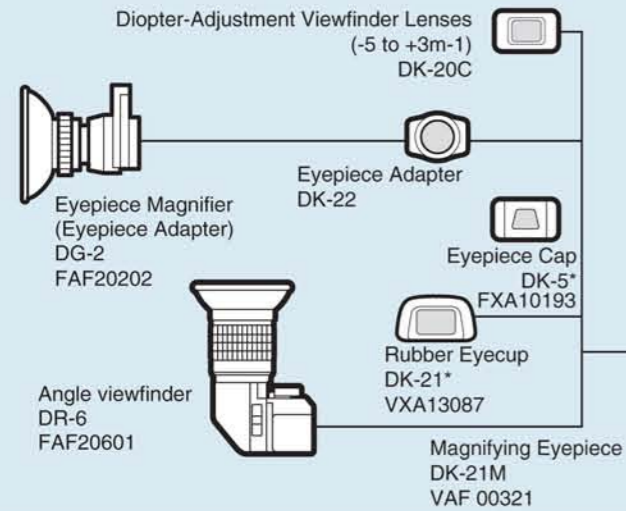 Diopter-Adjustment Viewfinder Lenses
(-5 to +3m-1)
DK-20C
Eyepiece Adapter
DK-22
Eyepiece Magnifier
(Eyepiece Adapter)
DG-2
FAF20202
Eyepiece Cap
DK-5*
FXA10193
Rubber Eyecup
DK-21*
VXA13087
Angle viewfinder
DR-6
FAF20601
Magnifying Eyepiece
DK-21M
VAF 00321